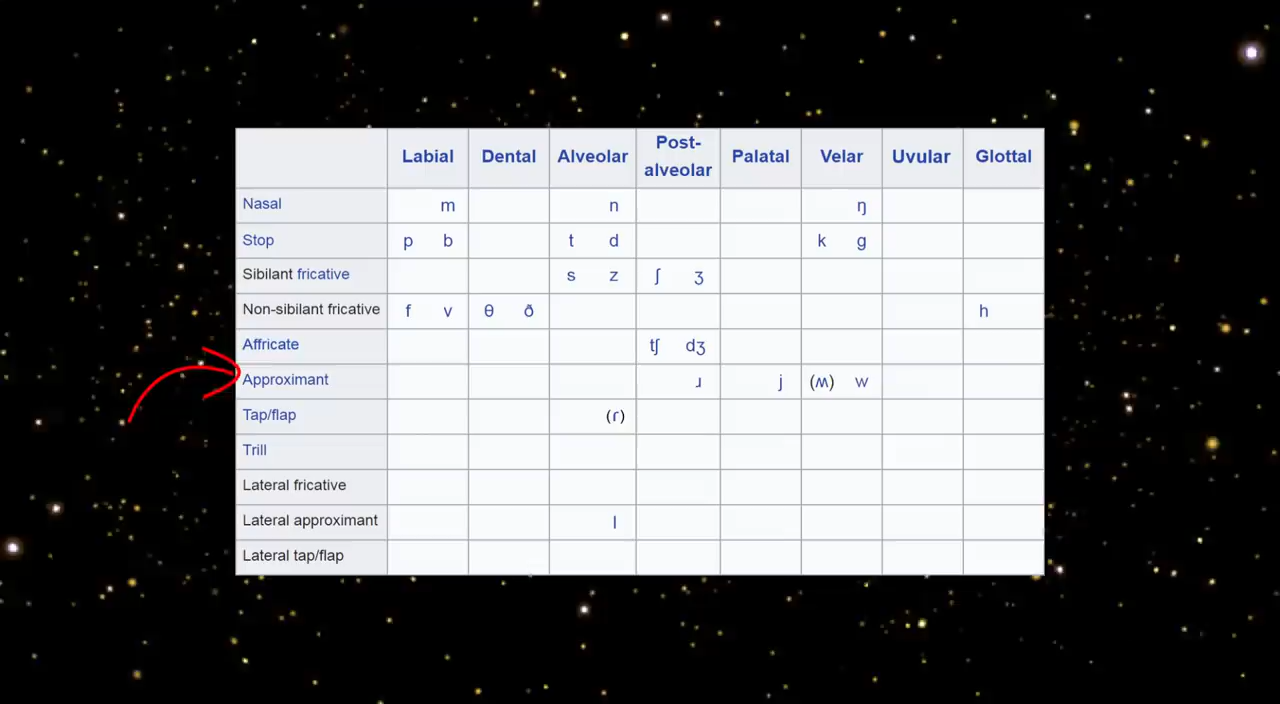 Labial Dental Alveolar Post-alveolar Palatal Velar Uvular Glottal
Nasal m n ŋ
Stop p b t d k g
Sibilant fricative s z ʃ ʒ
Non-sibilant fricative f v θ ð h
Affricate tʃ dʒ
Approximant ɹ j (ʍ) w
Tap/flap (ɾ)
Trill
Lateral fricative
Lateral approximant l
Lateral tap/flap